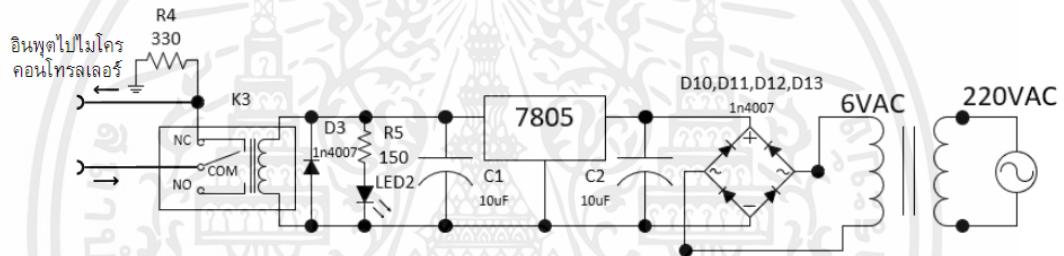 R4
330
อินพุตไปไมโคร
คอนโทรลเลอร์
K3
NC
COM
NO
D3
1n4007
R5
150
LED2
C1
10uF
7805
C2
10uF
D10,D11,D12,D13
1n4007
6VAC
220VAC